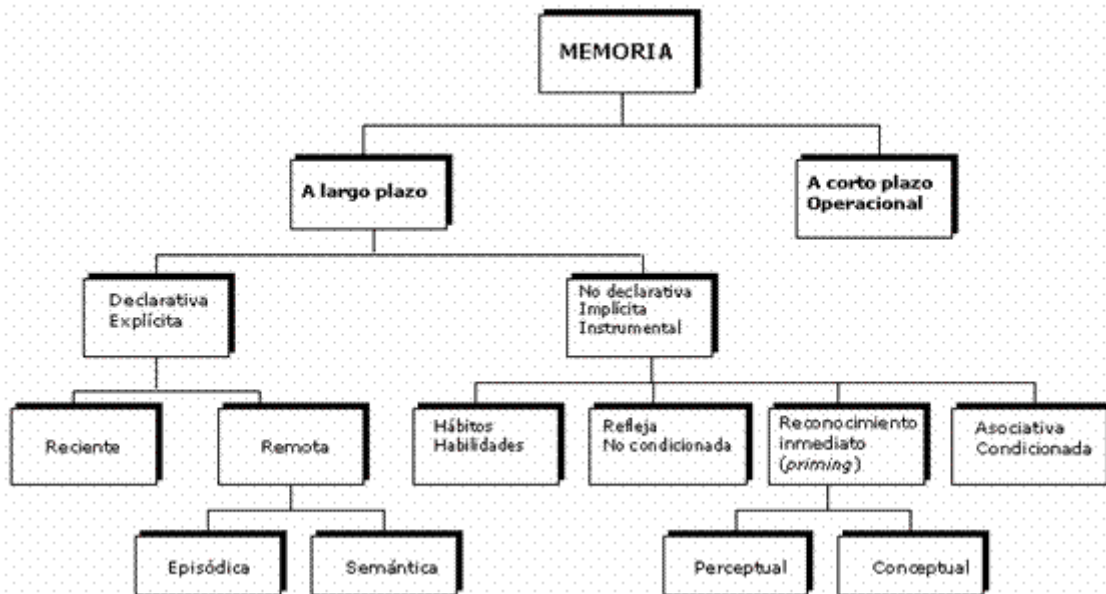 MEMORIA
A largo plazo
A corto plazo
Operacional
Declarativa
Explícita
No declarativa
Implícita
Instrumental
Reciente
Remota
Hábitos
Habilidades
Refleja
No condicionada
Reconocimiento
inmediato
(priming)
Asociativa
Condicionada
Episódica
Semántica
Perceptual
Conceptual